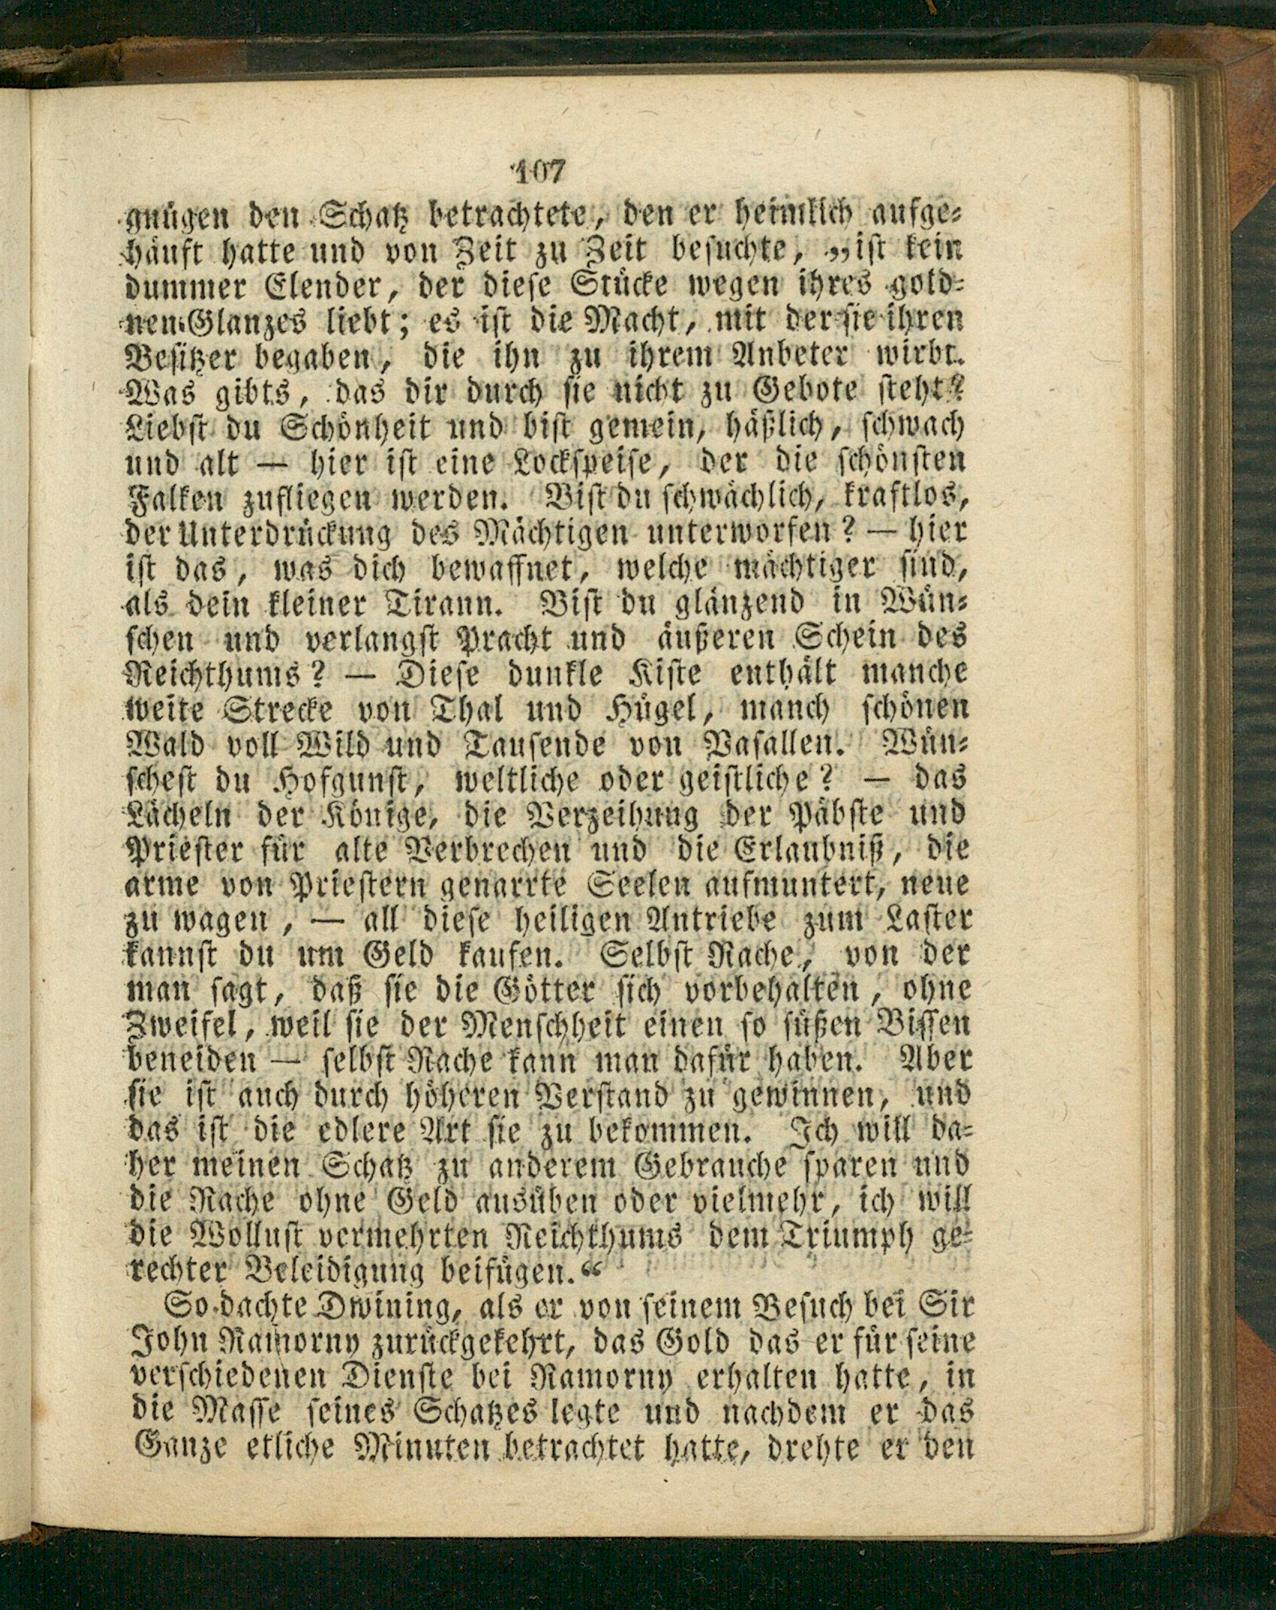 107
gnügen den Schatz betrachtete, den er heimlich aufge-
häuft hatte und von Zeit zu Zeit besuchte, „ist kein
dummer Elender, der diese Stücke wegen ihres gold-
nen Glanzes liebt; es ist die Macht, mit der sie ihren
Besitzer begaben, die ihn zu ihrem Anbeter wirbt.
Was gibts, das dir durch sie nicht zu Gebote steht?
Liebst du Schönheit und bist gemein, häßlich, schwach
und alt — hier ist eine Lockspeise, der die schönsten
Falken zufliegen werden. Bist du schwächlich, kraftlos,
der Unterdrückung des Mächtigen unterworfen? — hier
ist das, was dich bewaffnet, welche mächtiger sind,
als dein kleiner Tirann. Bist du glänzend in Wün-
schen und verlangst Pracht und äußeren Schein des
Reichthums? — Diese dunkle Kiste enthält manche
weite Strecke von Thal und Hügel, manch schönen
Wald voll Wild und Tausende von Vasallen. Wün-
schest du Hofgunst, weltliche oder geistliche? — das
Lächeln der Könige, die Verzeihung der Päbste und
Priester für alte Verbrechen und die Erlaubniß, die
arme von Priestern genarrte Seelen aufmuntert, neue
zu wagen, — all diese heiligen Antriebe zum Laster
kannst du um Geld kaufen. Selbst Rache, von der
man sagt, daß sie die Götter sich vorbehalten, ohne
Zweifel, weil sie der Menschheit einen so süßen Bissen
beneiden — selbst Rache kann man dafür haben. Aber
sie ist auch durch höheren Verstand zu gewinnen, und
das ist die edlere Art sie zu bekommen. Ich will da-
her meinen Schatz zu anderem Gebrauche sparen und
die Rache ohne Geld ausüben oder vielmehr, ich will
die Wollust vermehrten Reichthums dem Triumph ge-
rechter Beleidigung beifügen.“
So dachte Dwining, als er von seinem Besuch bei Sir
John Ramorny zurückgekehrt, das Gold das er für seine
verschiedenen Dienste bei Ramorny erhalten hatte, in
die Masse seines Schatzes legte und nachdem er das
Ganze etliche Minuten betrachtet hatte, drehte er den